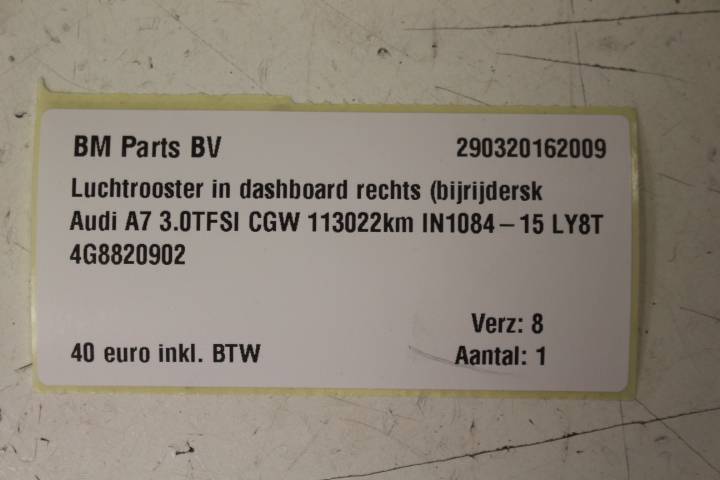 BM Parts BV 290320162009
Luchtrooster in dashboard rechts (bijrijdersk
Audi A7 3.0TFSI CGW 113022km IN1084-15 LY8T
4G8820902
Verz: 8
40 euro inkl. BTW Aantal: 1